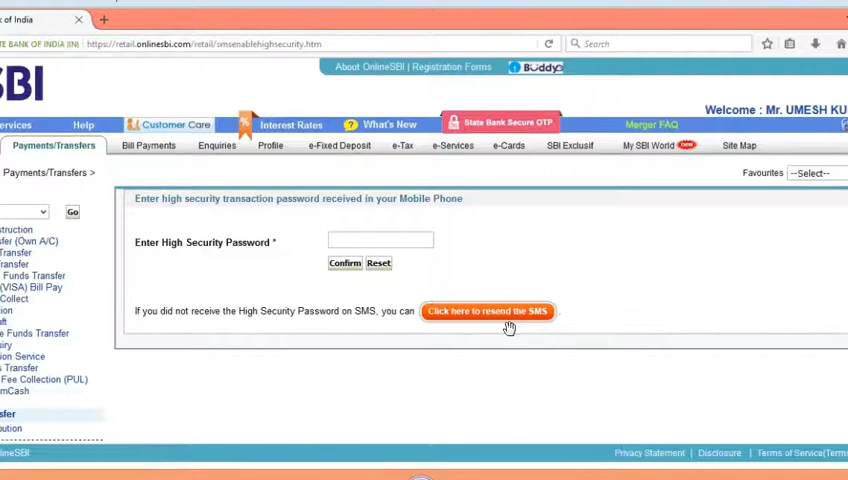 k of India
STATE BANK OF INDIA (IN) https://retail.onlinesbi.com/retail/smsenablehighsecurity.htm Search
SBI
About OnlineSBI | Registration Forms Buddy
Welcome : Mr. UMESH KU
ervices Help Customer Care % Interest Rates ? What's New State Bank Secure OTP Merger FAQ
Payments/Transfers Bill Payments Enquiries Profile e-Fixed Deposit e-Tax e-Services e-Cards SBI Exclusif My SBI World new Site Map
Payments/Transfers > Favourites --Select--
Go
Enter high security transaction password received in your Mobile Phone
Enter High Security Password *
Confirm Reset
If you did not receive the High Security Password on SMS, you can Click here to resend the SMS .
struction
sfer (Own A/C)
Transfer
ransfer
Funds Transfer
(VISA) Bill Pay
Collect
ion
aft
e Funds Transfer
iry
ion Service
s Transfer
Fee Collection (PUL)
mCash
sfer
bution
lineSBI Privacy Statement | Disclosure | Terms of Service(Terms